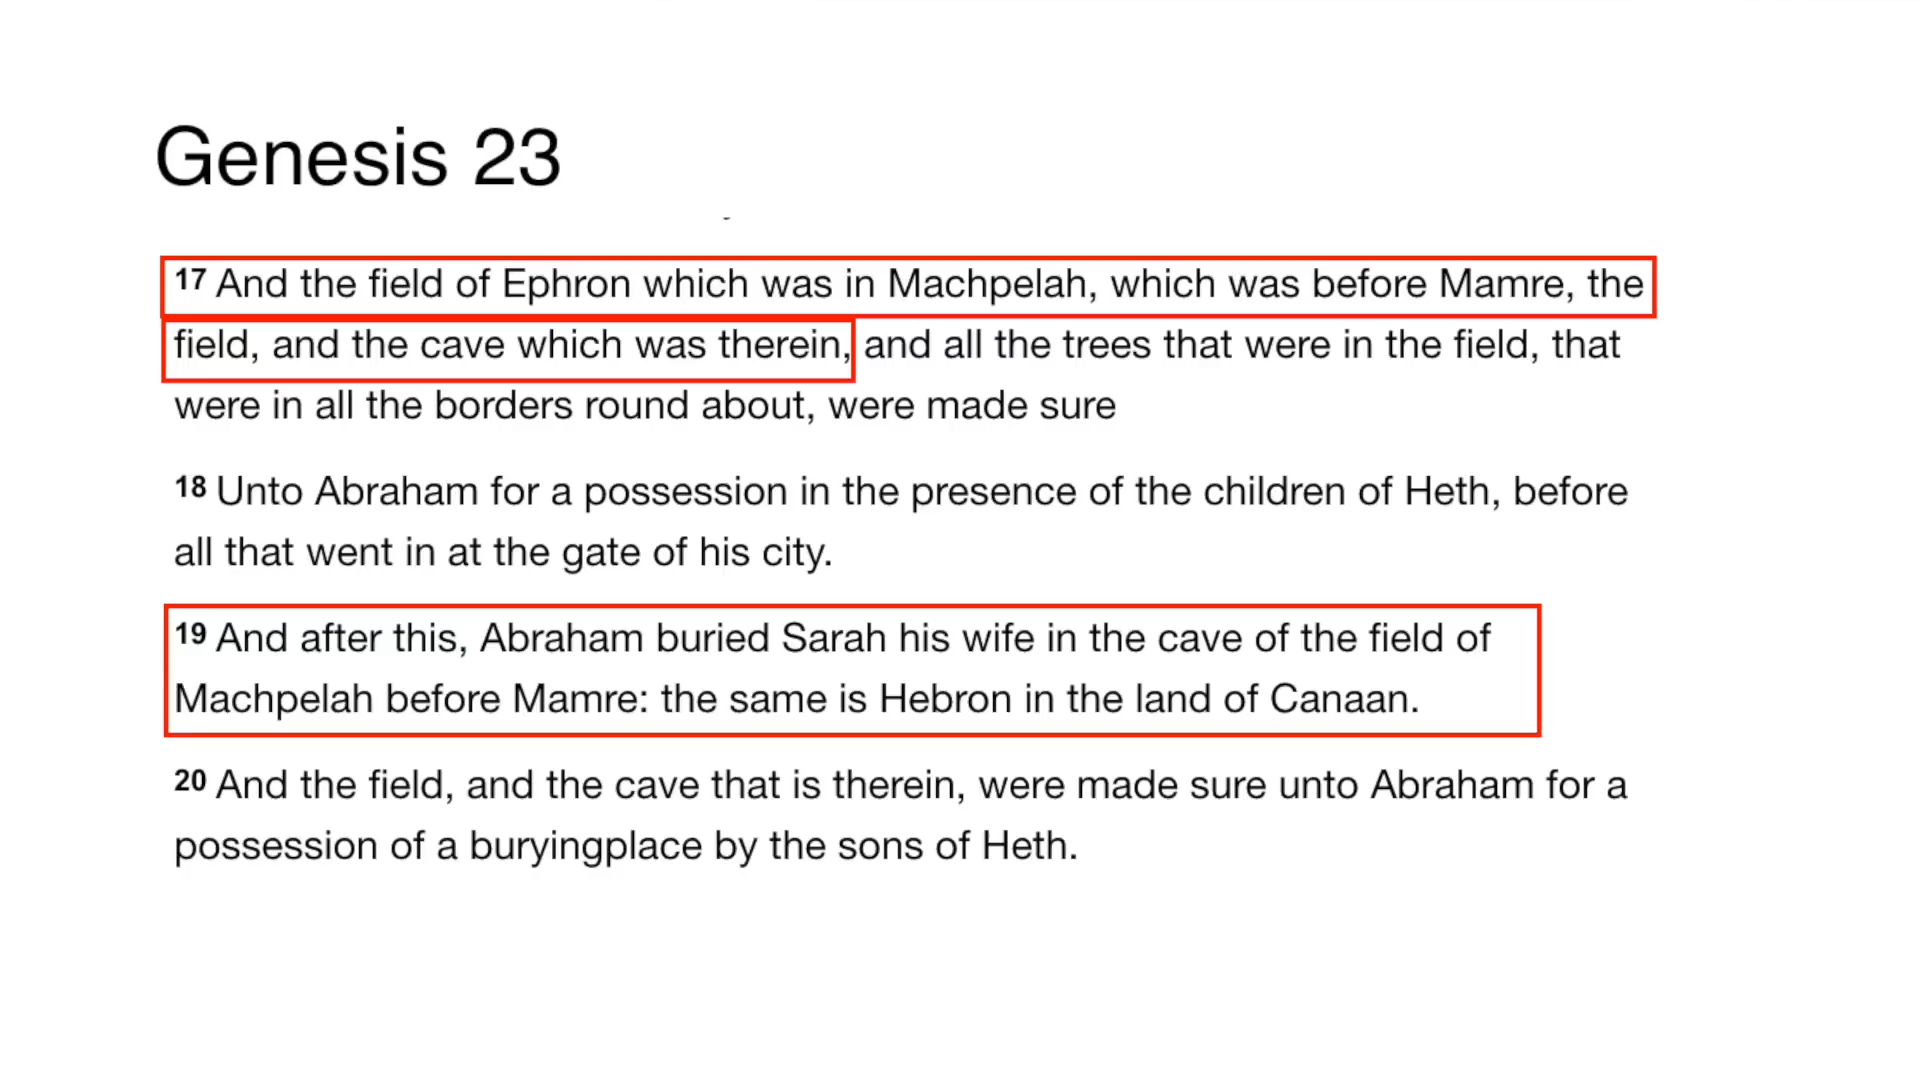 Genesis 23
17 And the field of Ephron which was in Machpelah, which was before Mamre, the
field, and the cave which was therein, and all the trees that were in the field, that
were in all the borders round about, were made sure
18 Unto Abraham for a possession in the presence of the children of Heth, before
all that went in at the gate of his city.
19 And after this, Abraham buried Sarah his wife in the cave of the field of
Machpelah before Mamre: the same is Hebron in the land of Canaan.
20 And the field, and the cave that is therein, were made sure unto Abraham for a
possession of a buryingplace by the sons of Heth.